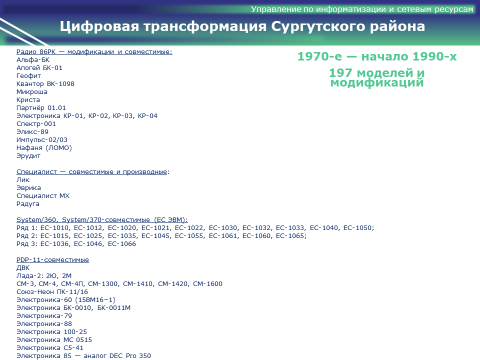 Управление по информатизации и сетевым ресурсам
Цифровая трансформация Сургутского района
1970-е — начало 1990-х
197 моделей и
модификаций
Радио 86РК — модификации и совместимые:
Альфа-БК
Апогей БК-01
Геофит
Квантор ВК-1098
Микроша
Криста
Партнёр 01.01
Электроника КР-01, КР-02, КР-03, КР-04
Спектр-001
Эликс-89
Импульс-02/03
Нафаня (ЛОМО)
Эрудит
Специалист — совместимые и производные:
Лик
Эврика
Специалист МХ
Радуга
System/360, System/370-совместимые (ЕС ЭВМ):
Ряд 1: ЕС-1010, ЕС-1012, ЕС-1020, ЕС-1021, ЕС-1022, ЕС-1030, ЕС-1032, ЕС-1033, ЕС-1040, ЕС-1050;
Ряд 2: ЕС-1015, ЕС-1025, ЕС-1035, ЕС-1045, ЕС-1055, ЕС-1061, ЕС-1060, ЕС-1065;
Ряд 3: ЕС-1036, ЕС-1046, ЕС-1066
PDP-11-совместимые
ДВК
Лада-2: 2Ю, 2М
СМ-3, СМ-4, СМ-4П, СМ-1300, СМ-1410, СМ-1420, СМ-1600
Союз-Неон ПК-11/16
Электроника-60 (15ВМ16—1)
Электроника БК-0010, БК-0011М
Электроника-79
Электроника-88
Электроника 100-25
Электроника МС 0515
Электроника С5-41
Электроника 85 — аналог DEC Pro 350